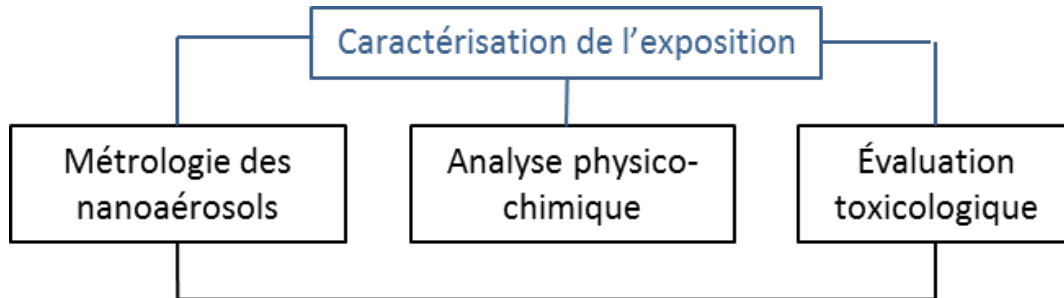 Caractérisation de l’exposition
Métrologie des
nanoaérosols
Analyse physico-
chimique
Évaluation
toxicologique